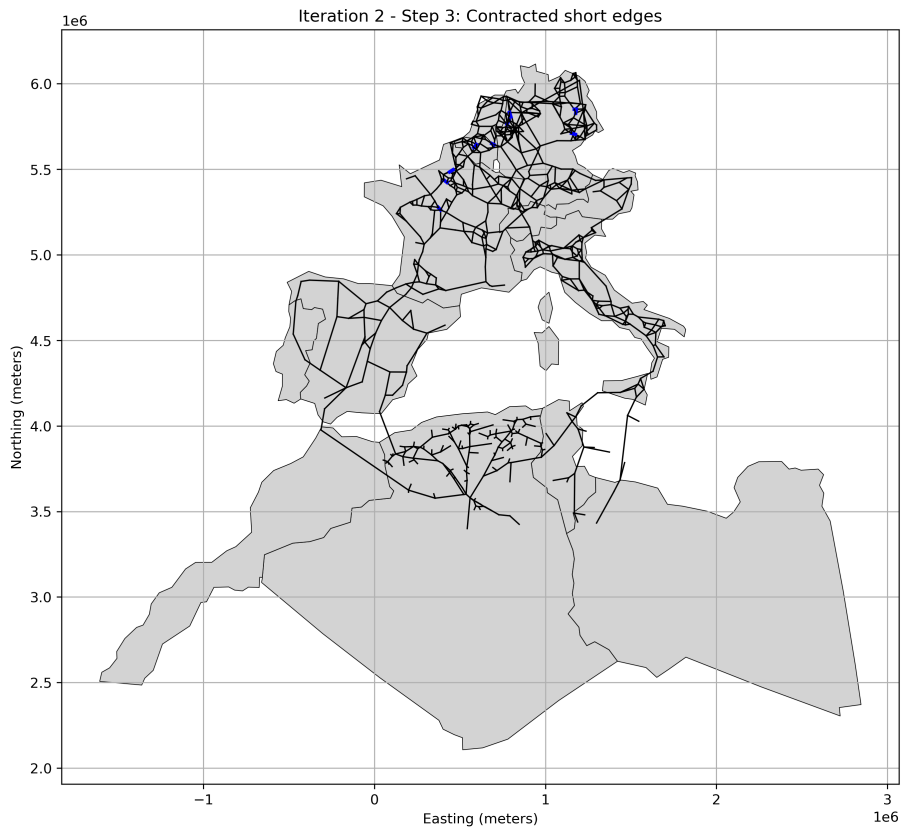 Iteration 2 - Step 3: Contracted short edges
1e6
6.0
5.5
5.0
4.5
4.0
3.5
3.0
2.5
2.0
Northing (meters)
−1
0
1
2
3
1e6
Easting (meters)